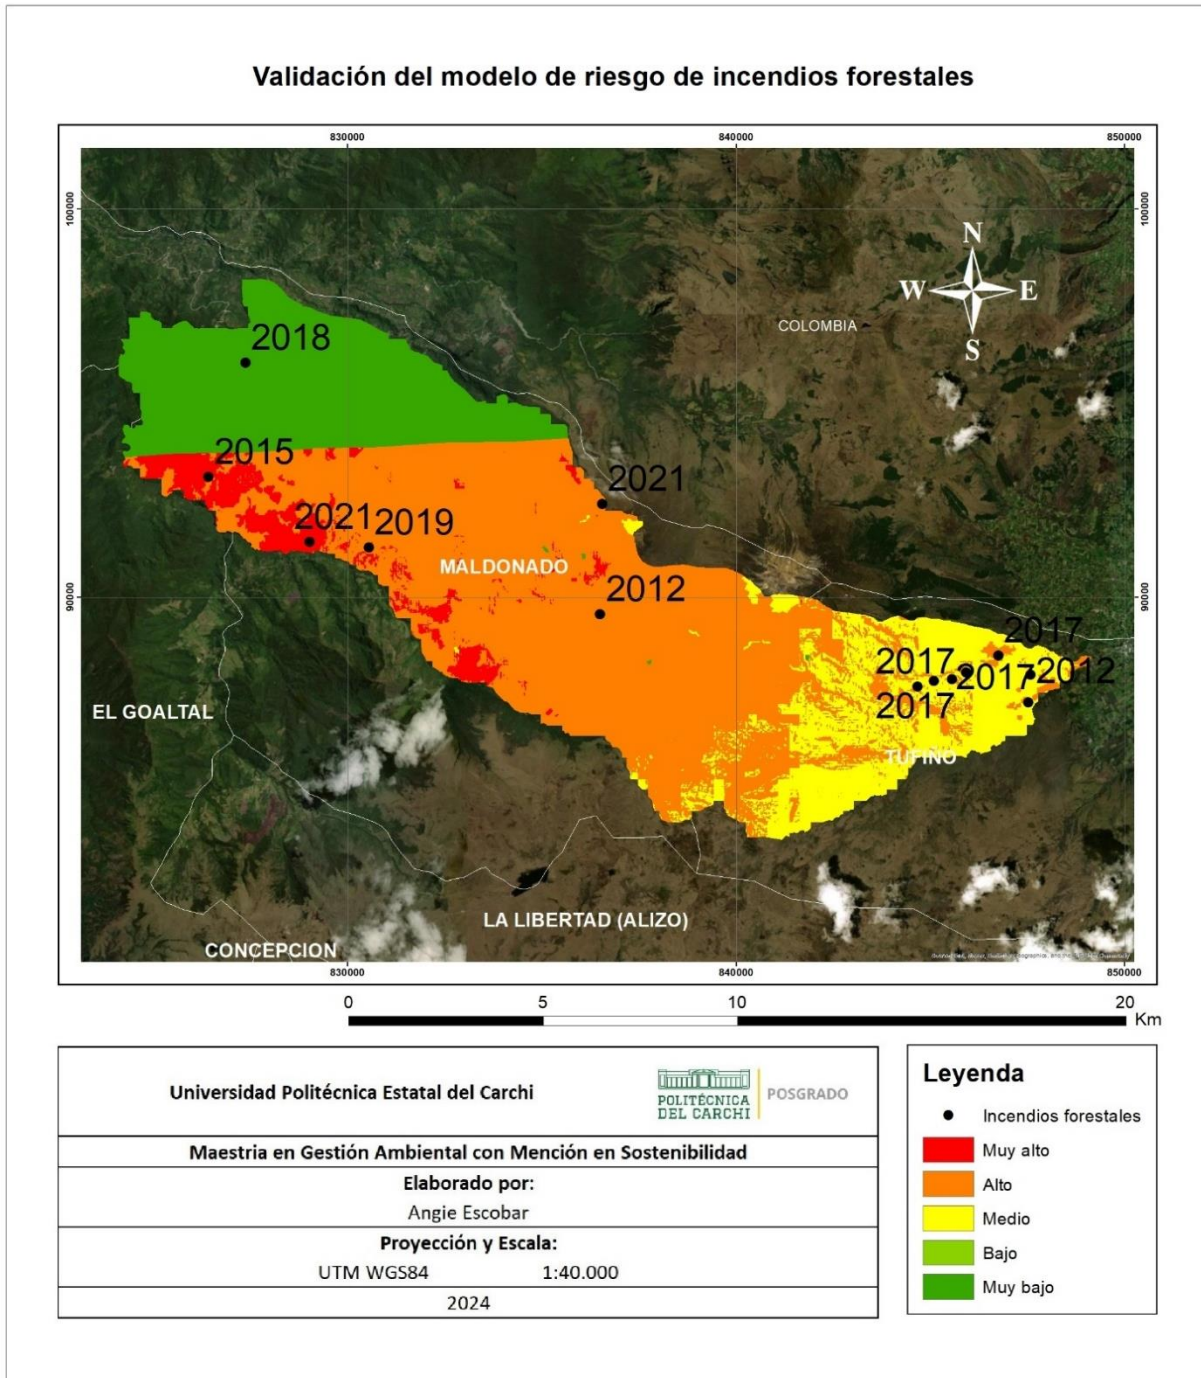 Validación del modelo de riesgo de incendios forestales
830000 840000 850000
100000 100000
N
W E
S
COLOMBIA
2018
2015
2021
2021 2019
MALDONADO
2012
90000 90000
2017
2017 2017 2012
2017
EL GOALTAL
TUFIÑO
LA LIBERTAD (ALIZO)
CONCEPCION
830000 840000 850000
0 5 10 20
Km
Universidad Politécnica Estatal del Carchi
POLITÉCNICA
DEL CARCHI
POSGRADO
Maestria en Gestión Ambiental con Mención en Sostenibilidad
Elaborado por:
Angie Escobar
Proyección y Escala:
UTM WGS84 1:40.000
2024
Leyenda
Incendios forestales
Muy alto
Alto
Medio
Bajo
Muy bajo